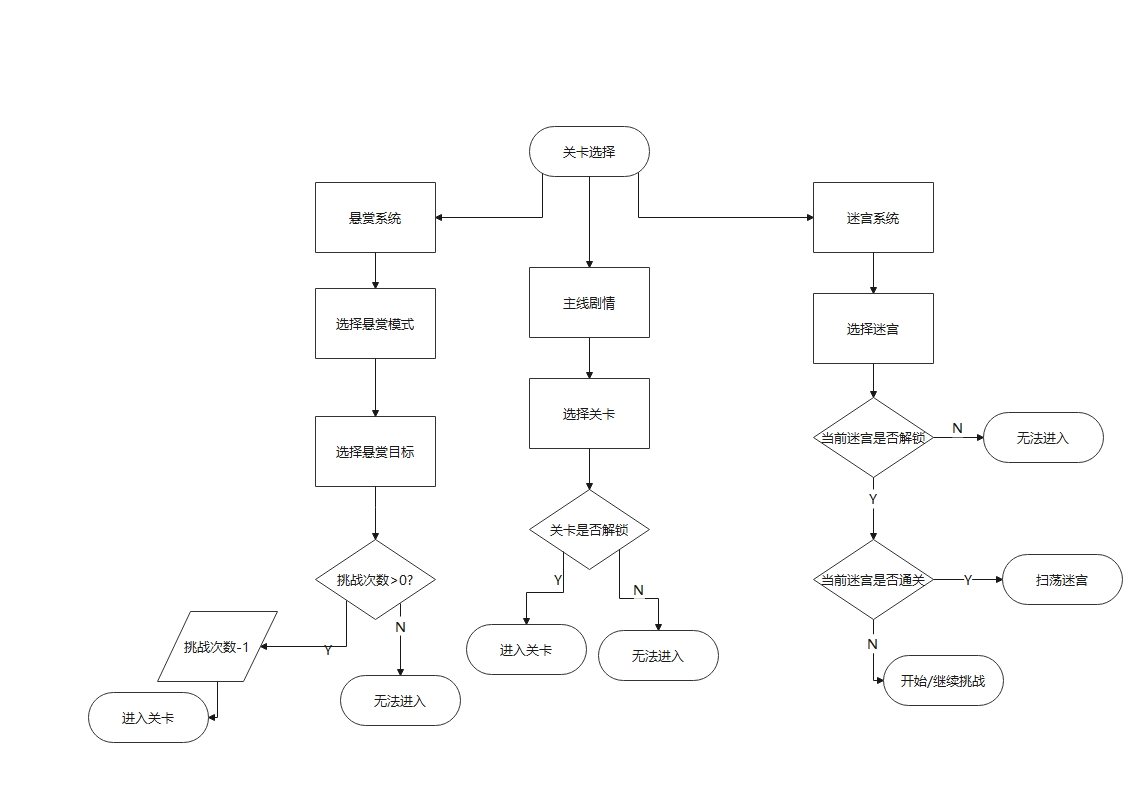 关卡选择
悬赏系统
迷宫系统
主线剧情
选择悬赏模式
选择迷宫
选择关卡
选择悬赏目标
当前迷宫是否解锁
N
无法进入
Y
关卡是否解锁
挑战次数>0?
Y
N
当前迷宫是否通关
Y
扫荡迷宫
N
Y
N
挑战次数-1
进入关卡
无法进入
开始/继续挑战
进入关卡
无法进入